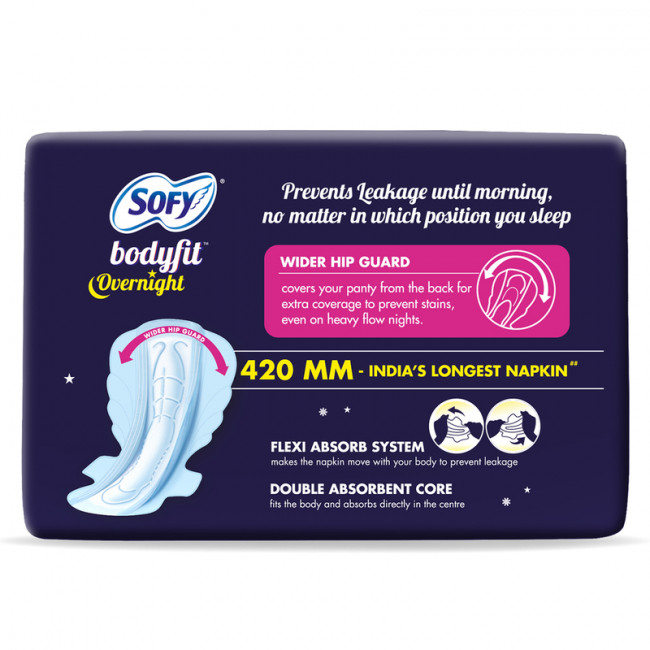 SOFY®
bodyfit™
Overnight
Prevents Leakage until morning,
no matter in which position you sleep
WIDER HIP GUARD
covers your panty from the back for
extra coverage to prevent stains,
even on heavy flow nights.
WIDER HIP GUARD
420 MM - INDIA'S LONGEST NAPKIN##
FLEXI ABSORB SYSTEM
makes the napkin move with your body to prevent leakage
DOUBLE ABSORBENT CORE
fits the body and absorbs directly in the centre